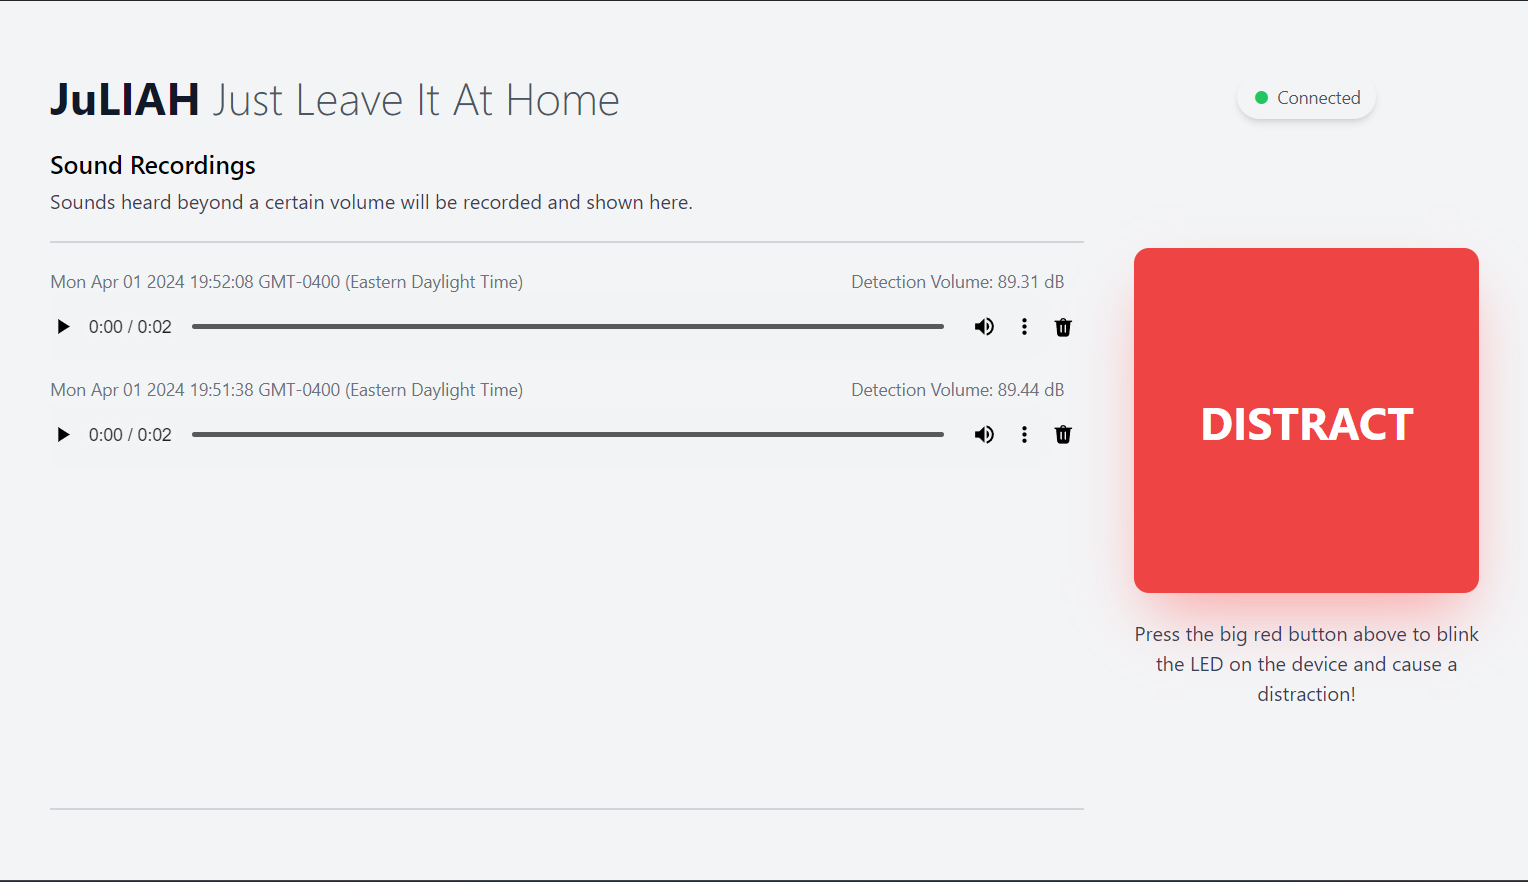 JuLIAH Just Leave It At Home
Connected
Sound Recordings
Sounds heard beyond a certain volume will be recorded and shown here.
Mon Apr 01 2024 19:52:08 GMT-0400 (Eastern Daylight Time)
Detection Volume: 89.31 dB
0:00 / 0:02
Mon Apr 01 2024 19:51:38 GMT-0400 (Eastern Daylight Time)
Detection Volume: 89.44 dB
0:00 / 0:02
DISTRACT
Press the big red button above to blink
the LED on the device and cause a
distraction!